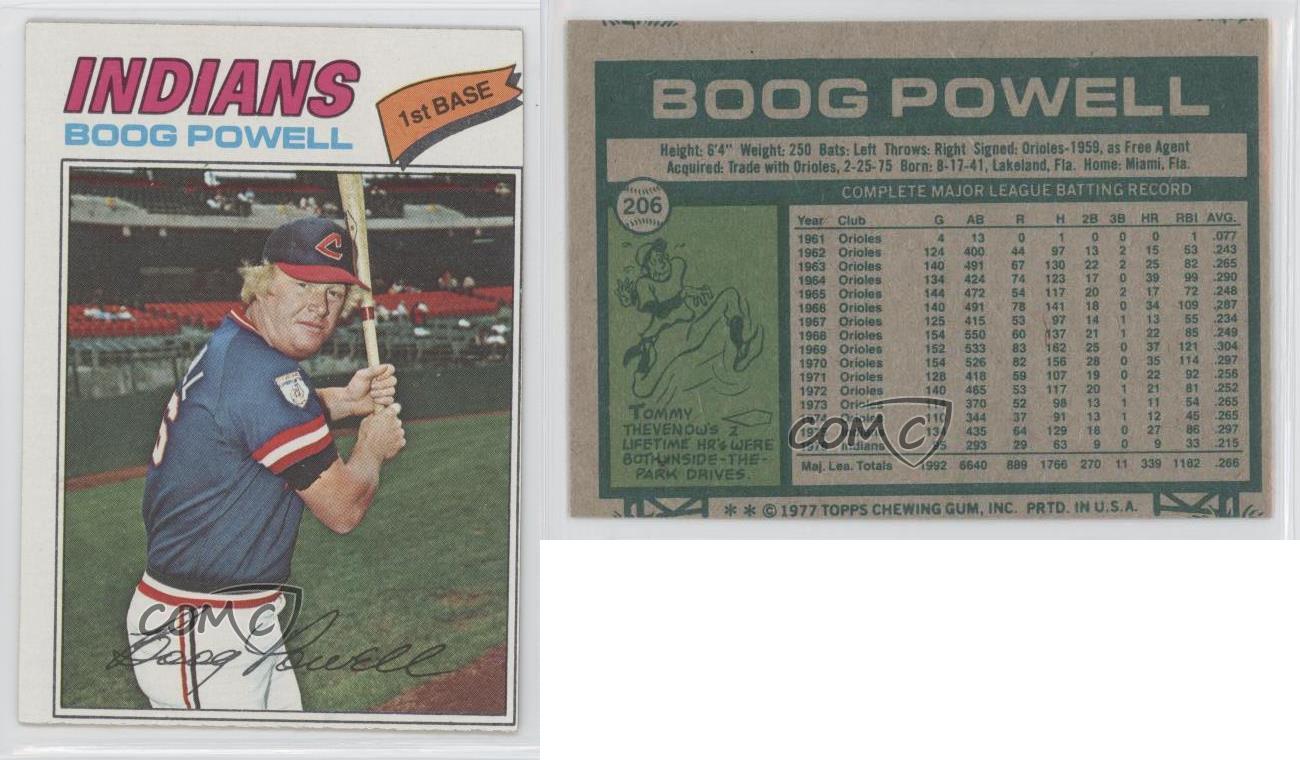 INDIANS
BOOG POWELL
1st BASE
C
COMC
Boog Powell
BOOG POWELL
Height: 6'4" Weight: 250 Bats: Left Throws: Right Signed: Orioles-1959, as Free Agent
Acquired: Trade with Orioles, 2-25-75 Born: 8-17-41, Lakeland, Fla. Home: Miami, Fla.
206
COMPLETE MAJOR LEAGUE BATTING RECORD
Year Club G AB R H 2B 3B HR RBI AVG.
1961 Orioles 4 13 0 1 0 0 0 1 .077
1962 Orioles 124 400 44 97 13 2 15 53 .243
1963 Orioles 140 491 67 130 22 2 25 82 .265
1964 Orioles 134 424 74 123 17 0 39 99 .290
1965 Orioles 144 472 54 117 20 2 17 72 .248
1966 Orioles 140 491 78 141 18 0 34 109 .287
1967 Orioles 125 415 53 97 14 1 13 55 .234
1968 Orioles 154 550 60 137 21 1 22 85 .249
1969 Orioles 152 533 83 162 25 0 37 121 .304
1970 Orioles 154 526 82 156 28 0 35 114 .297
1971 Orioles 128 418 59 107 19 0 22 92 .256
1972 Orioles 140 465 53 117 20 1 21 81 .252
1973 Orioles 370 52 98 13 1 11 54 .265
1974 110 344 37 91 13 1 12 45 .265
435 64 129 18 0 27 86 .297
Indians 95 293 29 63 9 0 9 33 .215
Maj. Lea. Totals 1992 6640 889 1766 270 11 339 1182 .266
TOMMY
THEVENOW'S 2
LIFETIME HR'S WERE
BOTH INSIDE-THE-
PARK DRIVES.
COMC
** © 1977 TOPPS CHEWING GUM, INC. PRTD. IN U.S.A.